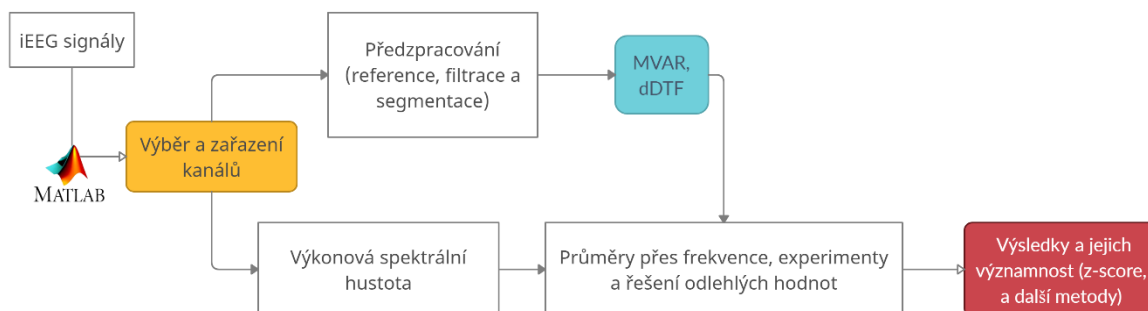 iEEG signály
MATLAB
Výběr a zařazení
kanálů
Předzpracování
(reference, filtrace a
segmentace)
MVAR,
dDTF
Výkonová spektrální
hustota
Průměry přes frekvence, experimenty
a řešení odlehlých hodnot
Výsledky a jejich
významnost (z-score,
a další metody)